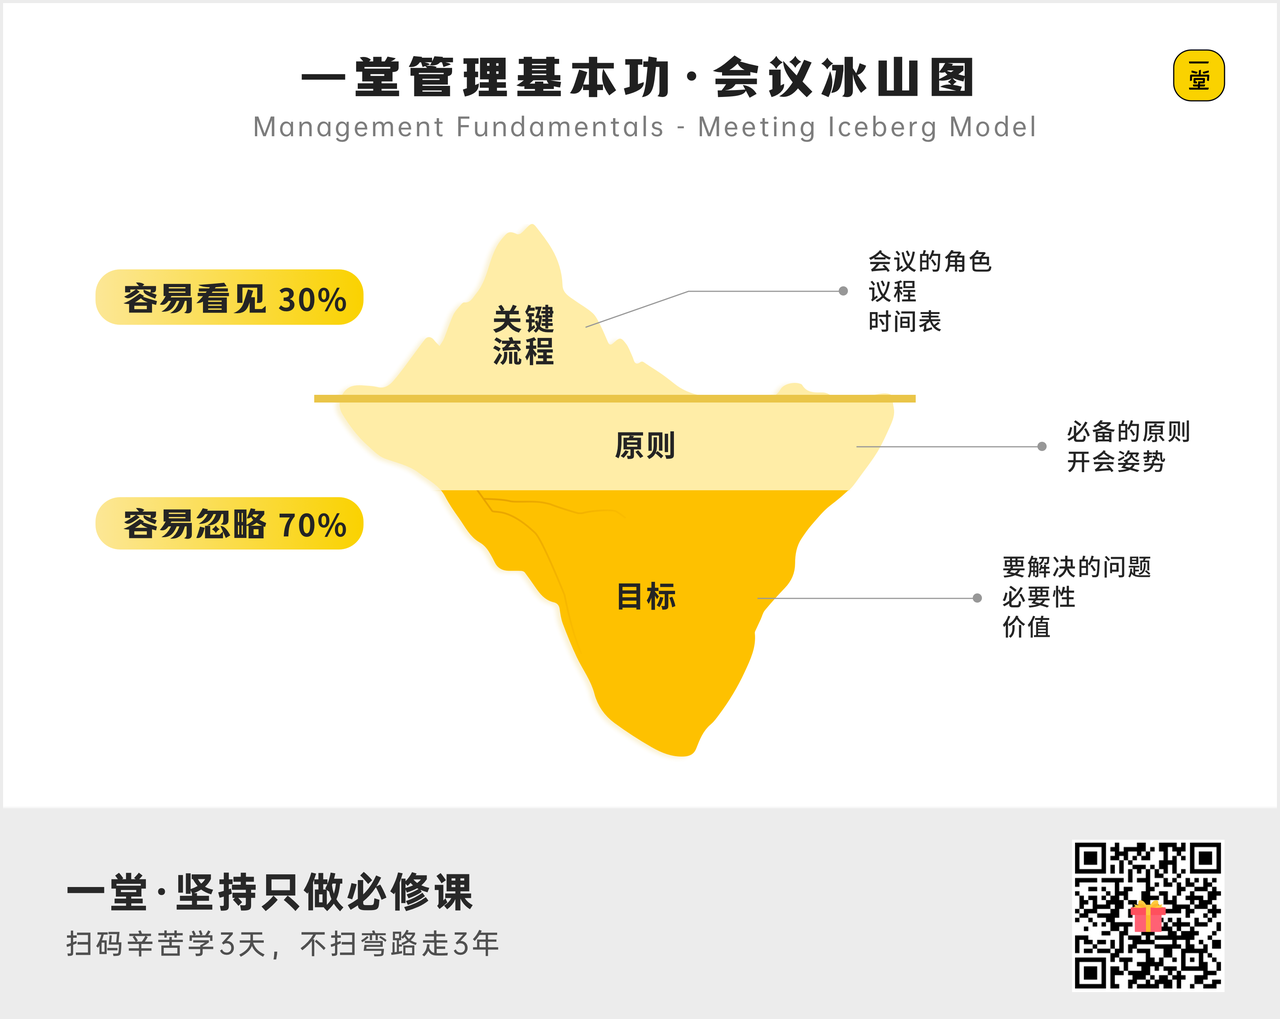 一堂管理基本功·会议冰山图
Management Fundamentals - Meeting Iceberg Model
一
堂
容易看见 30%
关键
流程
会议的角色
议程
时间表
原则
必备的原则
开会姿势
容易忽略 70%
目标
要解决的问题
必要性
价值
一堂·坚持只做必修课
扫码辛苦学3天，不扫弯路走3年